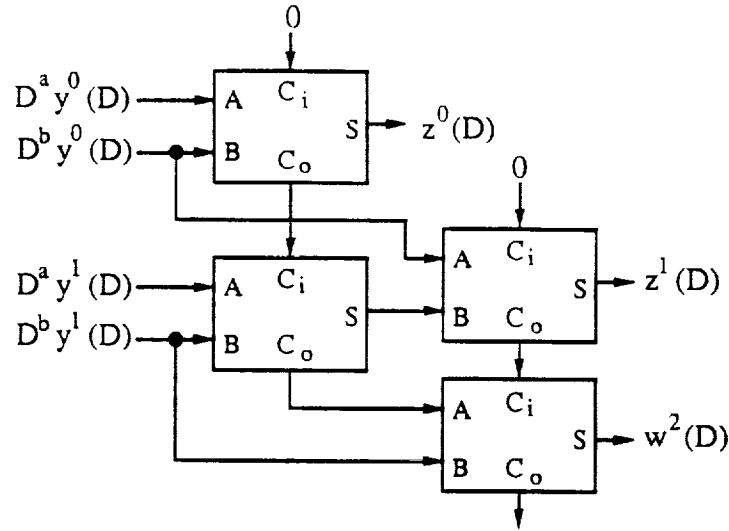 0
D^a y^0 (D)
A
C_i
S
z^0 (D)
D^b y^0 (D)
B
C_o
0
D^a y^1 (D)
A
C_i
S
A
C_i
S
z^1 (D)
D^b y^1 (D)
B
C_o
B
C_o
A
C_i
S
w^2 (D)
B
C_o